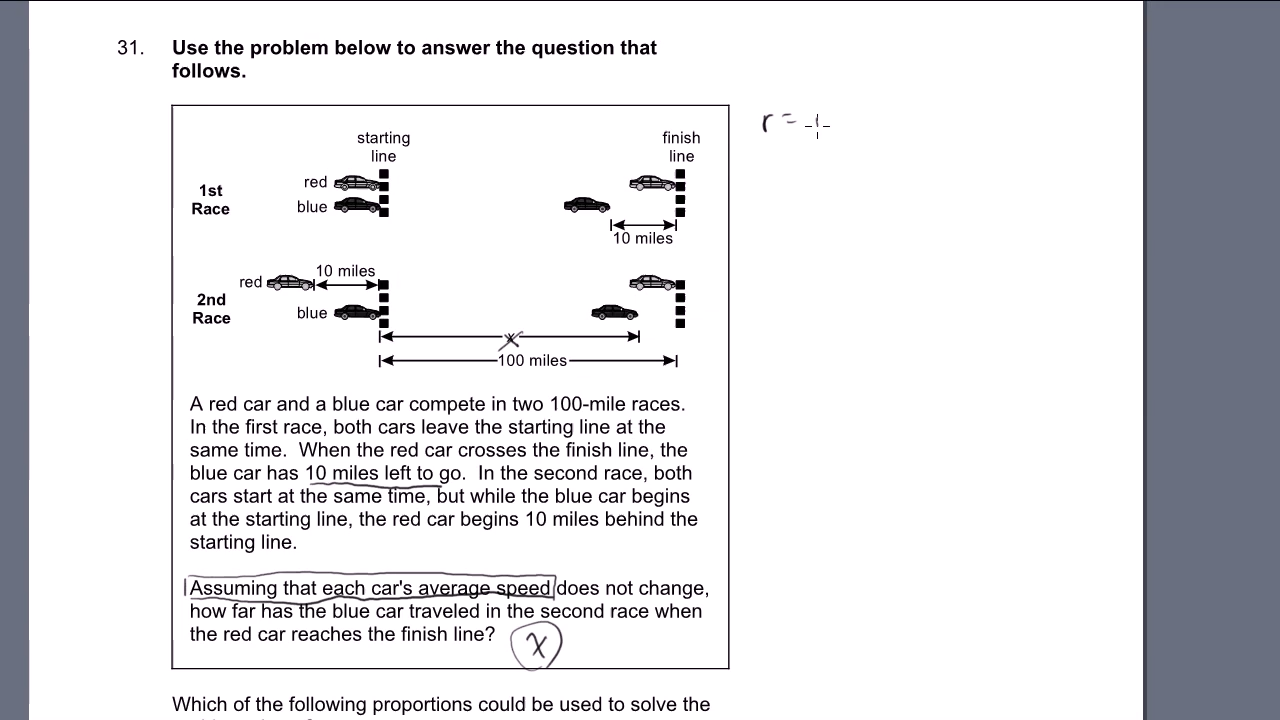 31. Use the problem below to answer the question that
follows.
r =
starting
line
finish
line
1st
Race
red
blue
10 miles
2nd
Race
red
10 miles
blue
x
100 miles
A red car and a blue car compete in two 100-mile races.
In the first race, both cars leave the starting line at the
same time. When the red car crosses the finish line, the
blue car has 10 miles left to go. In the second race, both
cars start at the same time, but while the blue car begins
at the starting line, the red car begins 10 miles behind the
starting line.
Assuming that each car's average speed does not change,
how far has the blue car traveled in the second race when
the red car reaches the finish line?
x
Which of the following proportions could be used to solve the